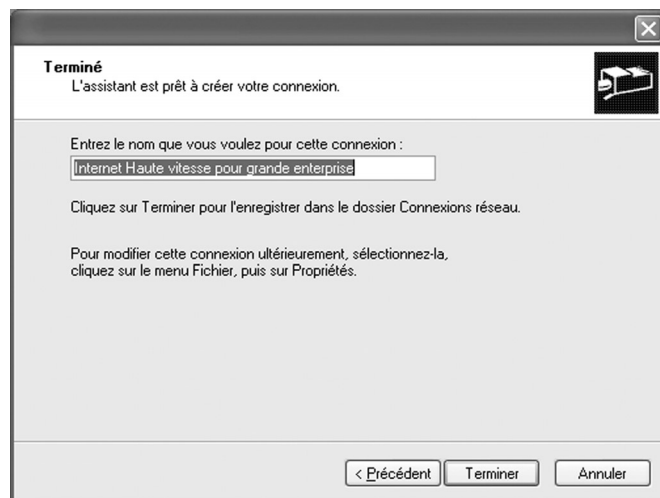 Terminé
L'assistant est prêt à créer votre connexion.
Entrez le nom que vous voulez pour cette connexion :
Internet Haute vitesse pour grande enterprise
Cliquez sur Terminer pour l'enregistrer dans le dossier Connexions réseau.
Pour modifier cette connexion ultérieurement, sélectionnez-la,
cliquez sur le menu Fichier, puis sur Propriétés.
< Précédent Terminer Annuler